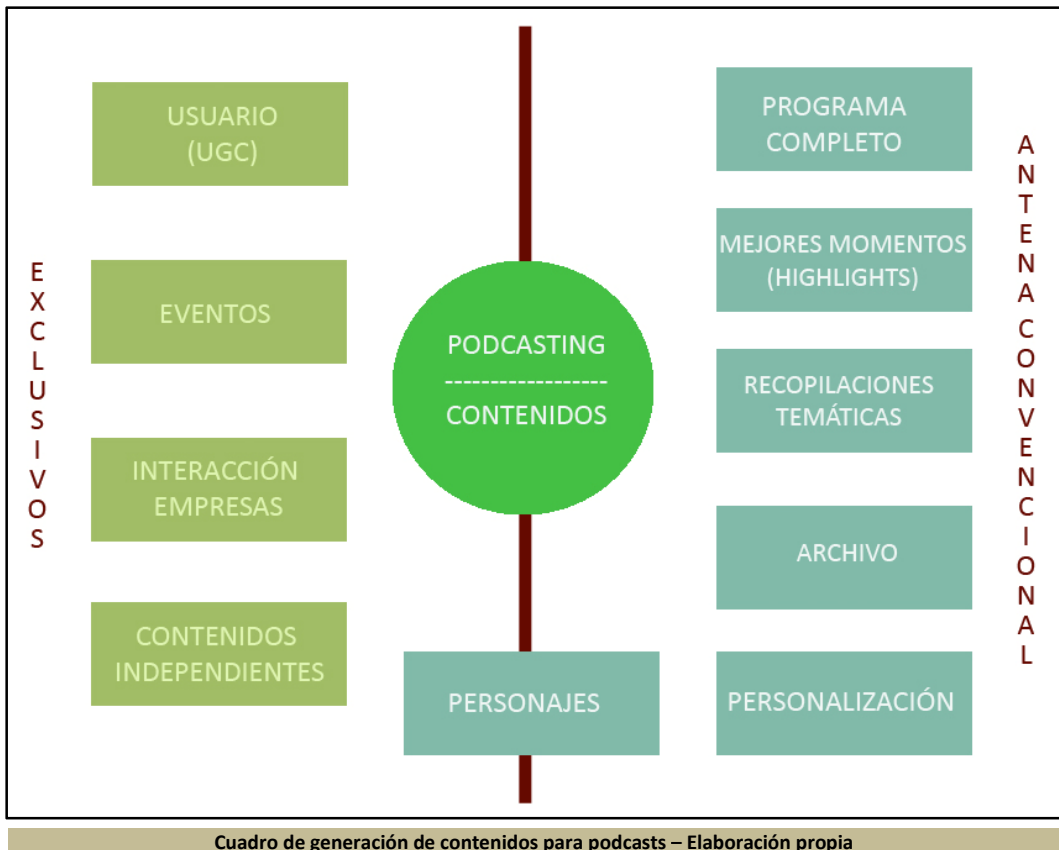 EXCLUSIVOS
USUARIO
(UGC)
EVENTOS
INTERACCIÓN
EMPRESAS
CONTENIDOS
INDEPENDIENTES
PODCASTING
------------------
CONTENIDOS
PERSONAJES
PROGRAMA
COMPLETO
MEJORES MOMENTOS
(HIGHLIGHTS)
RECOPILACIONES
TEMÁTICAS
ARCHIVO
PERSONALIZACIÓN
ANTENA CONVENCIONAL
Cuadro de generación de contenidos para podcasts – Elaboración propia